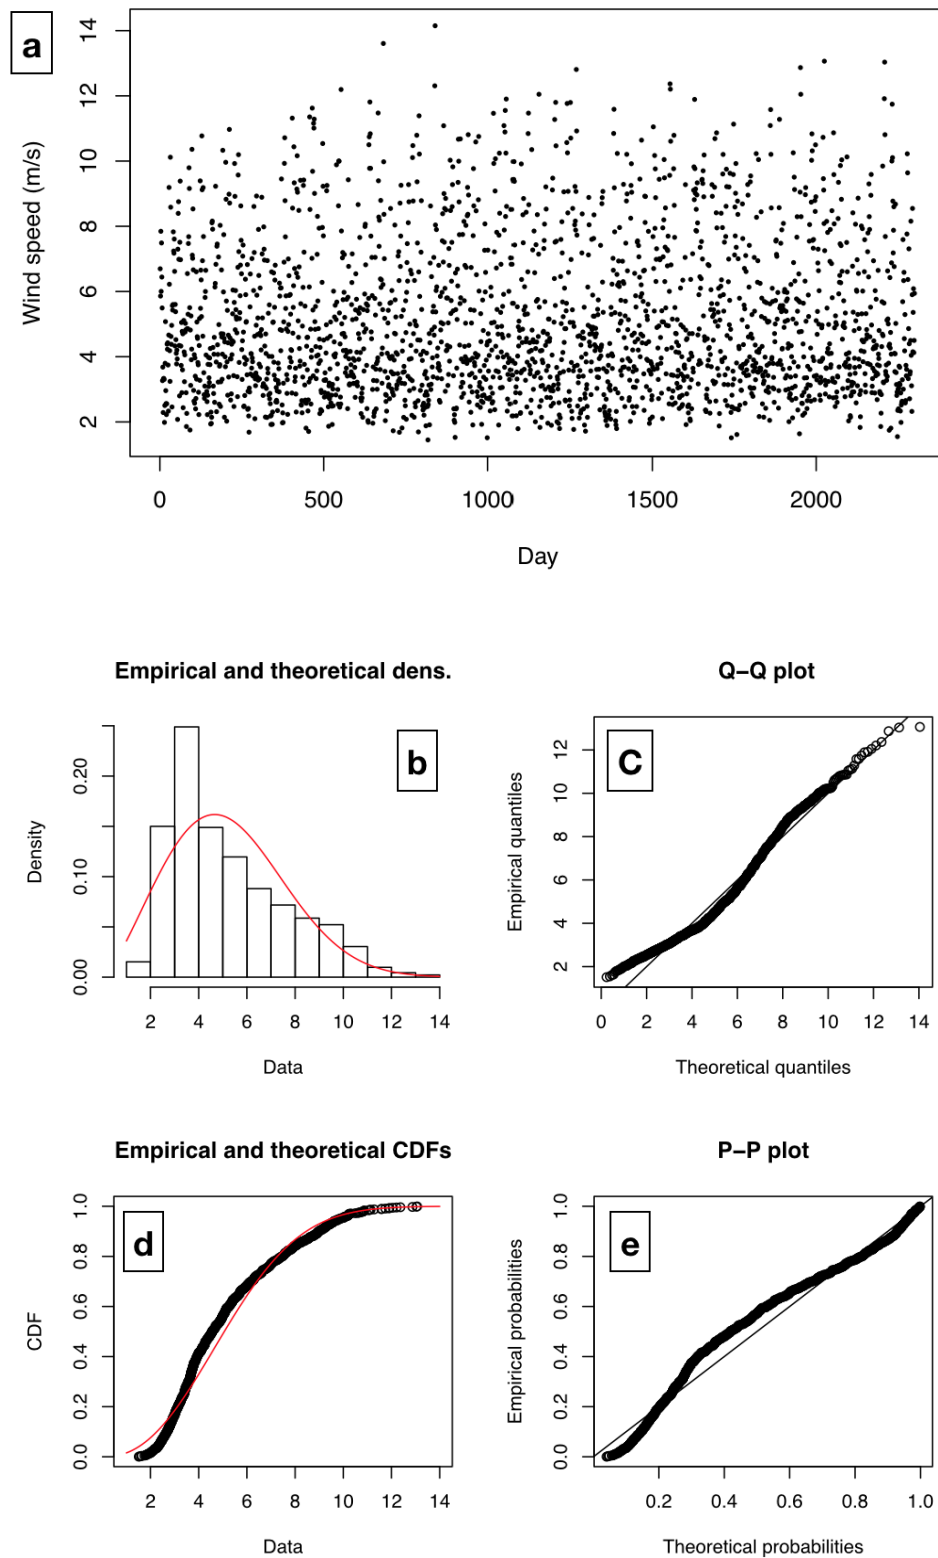 a
Wind speed (m/s)
14
12
10
8
6
4
2
0 500 1000 1500 2000
Day
Empirical and theoretical dens.
b
Density
0.20
0.10
0.00
2 4 6 8 10 12 14
Data
Q–Q plot
C
Empirical quantiles
12
10
8
6
4
2
0 2 4 6 8 10 12 14
Theoretical quantiles
Empirical and theoretical CDFs
d
CDF
1.0
0.8
0.6
0.4
0.2
0.0
2 4 6 8 10 12 14
Data
P–P plot
e
Empirical probabilities
1.0
0.8
0.6
0.4
0.2
0.0
0.2 0.4 0.6 0.8 1.0
Theoretical probabilities